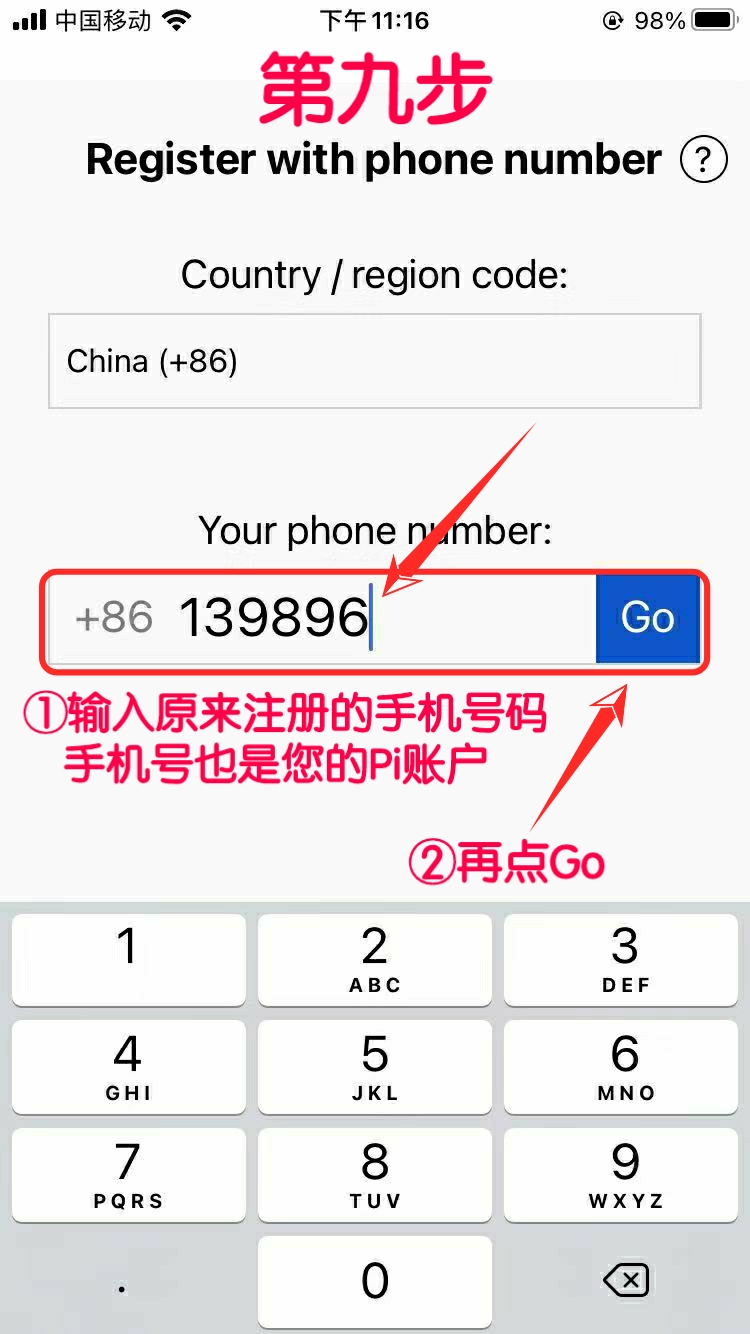 中国移动 下午11:16 98%
第九步
Register with phone number ?
Country / region code:
China (+86)
Your phone number:
+86 139896 Go
①输入原来注册的手机号码
手机号也是您的Pi账户
②再点Go
1 2 3
ABC DEF
4 5 6
GHI JKL MNO
7 8 9
PQRS TUV WXYZ
. 0